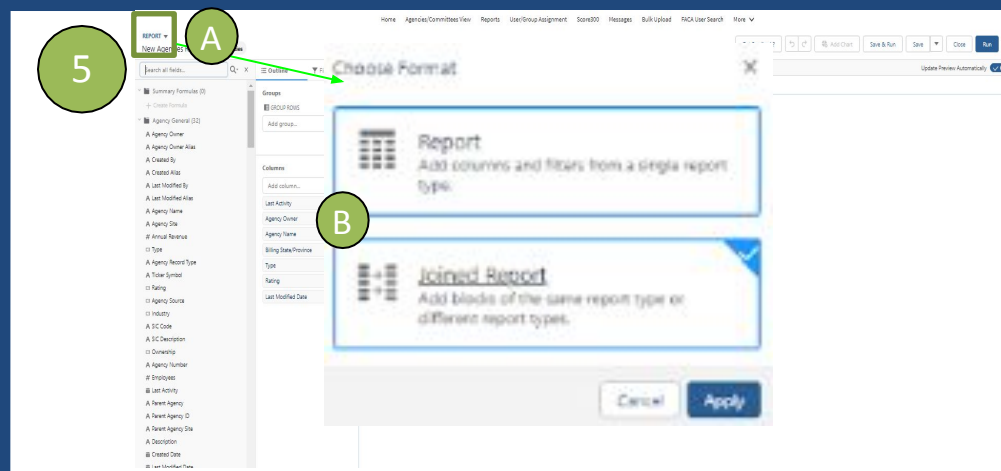 Home Agencies/Committees View Reports User/Group Assignment Score300 Messages Bulk Upload FACA User Search More
5
A
REPORT
New Agencies
Add Chart Save & Run Save Close Run
Search all fields...
Outline
Update Preview Automatically
Summary Formulas (0)
Create Formula
Agency General (32)
A Agency Owner
A Agency Owner Alias
A Created By
A Created Alias
A Last Modified By
A Last Modified Alias
A Agency Name
A Agency Site
# Annual Revenue
Type
A Agency Record Type
A Ticker Symbol
Rating
Agency Source
Industry
A SIC Code
A SIC Description
Ownership
A Agency Number
# Employees
Last Activity
A Parent Agency
A Parent Agency ID
A Parent Agency Site
A Description
Created Date
Last Modified Date
Groups
GROUP ROWS
Add group...
Columns
Add column...
Last Activity
Agency Owner
Agency Name
Billing State/Province
Type
Rating
Last Modified Date
B
Choose Format
Report
Add columns and filters from a single report
type.
Joined Report
Add blocks of the same report type or
different report types.
Cancel Apply